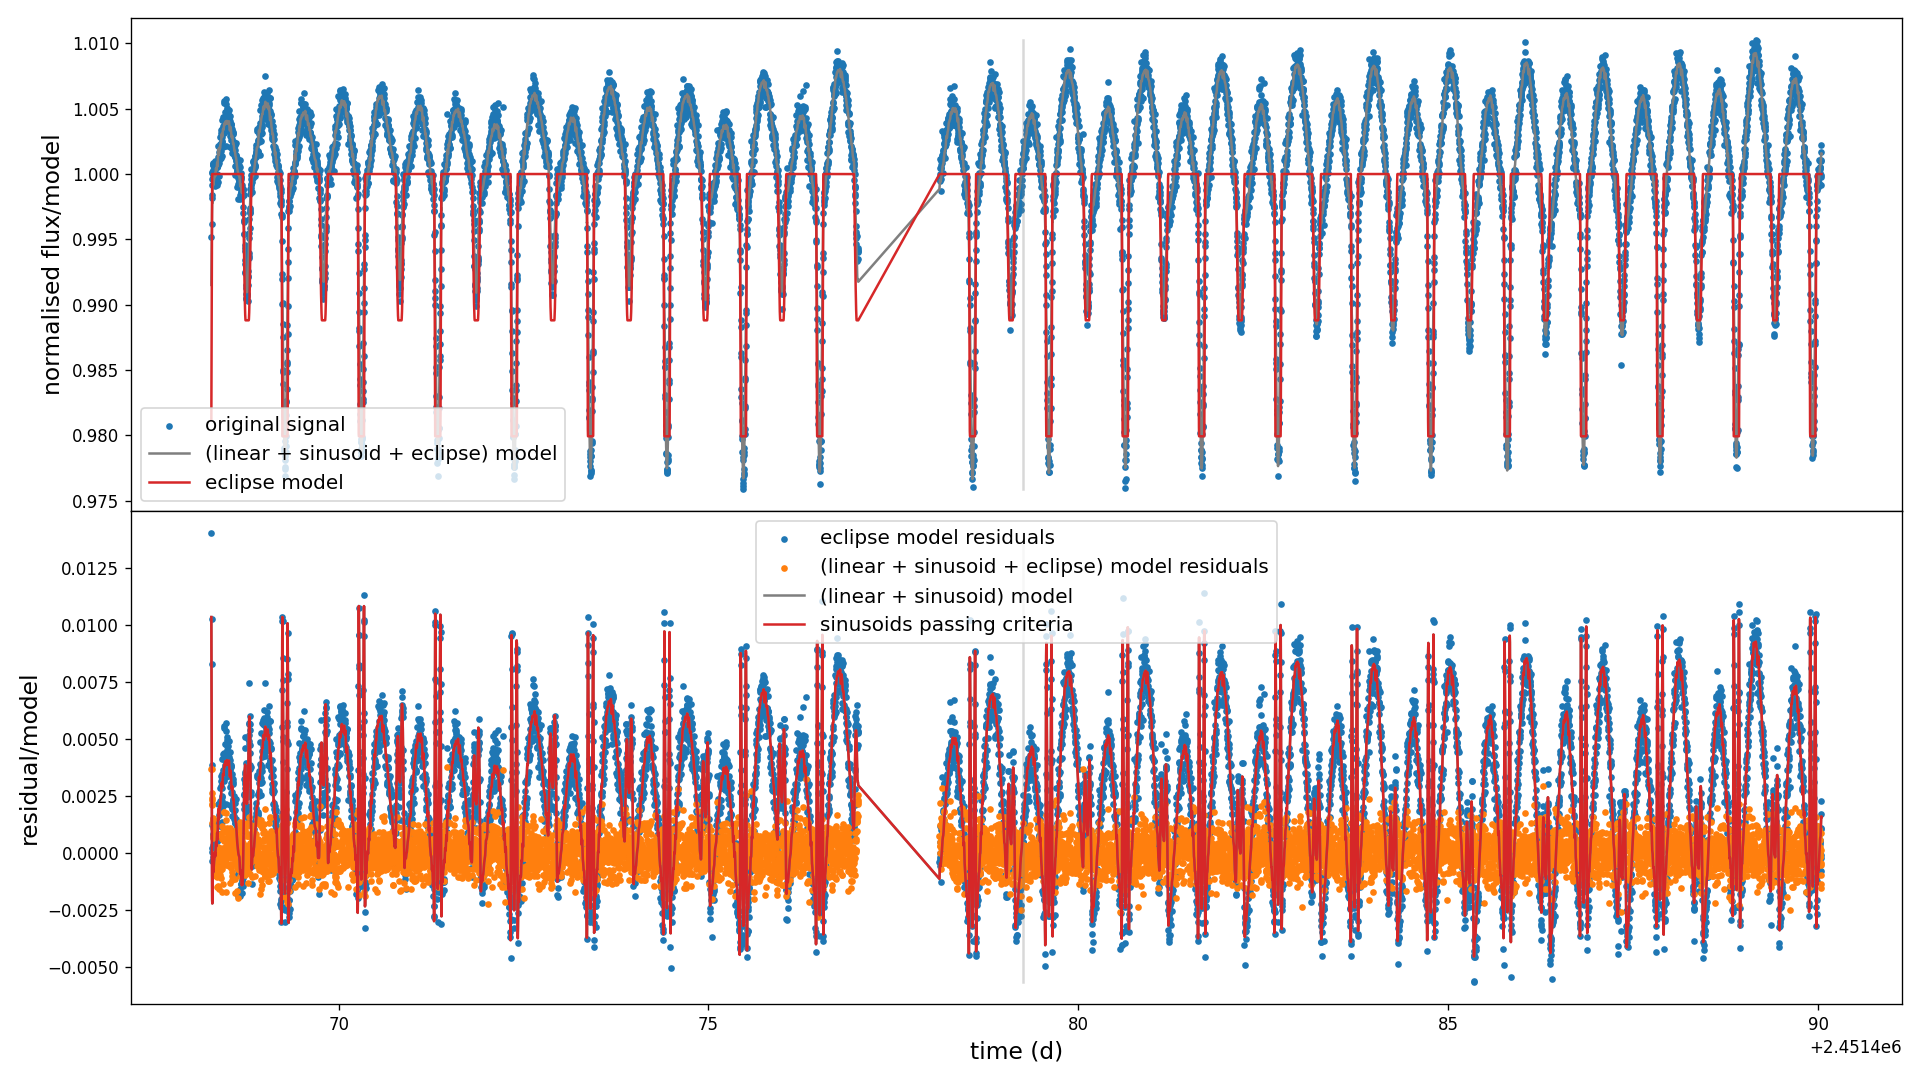 normalised flux/model
1.010
1.005
1.000
0.995
0.990
0.985
0.980
0.975
original signal
(linear + sinusoid + eclipse) model
eclipse model
residual/model
0.0125
0.0100
0.0075
0.0050
0.0025
0.0000
−0.0025
−0.0050
eclipse model residuals
(linear + sinusoid + eclipse) model residuals
(linear + sinusoid) model
sinusoids passing criteria
70
75
80
85
90
time (d)
+2.4514e6